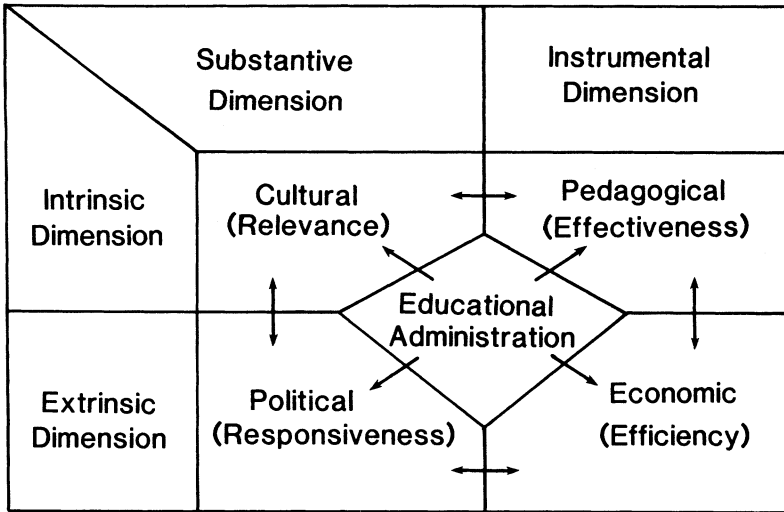 Substantive
Dimension
Instrumental
Dimension
Intrinsic
Dimension
Cultural
(Relevance)
Pedagogical
(Effectiveness)
Educational
Administration
Extrinsic
Dimension
Political
(Responsiveness)
Economic
(Efficiency)